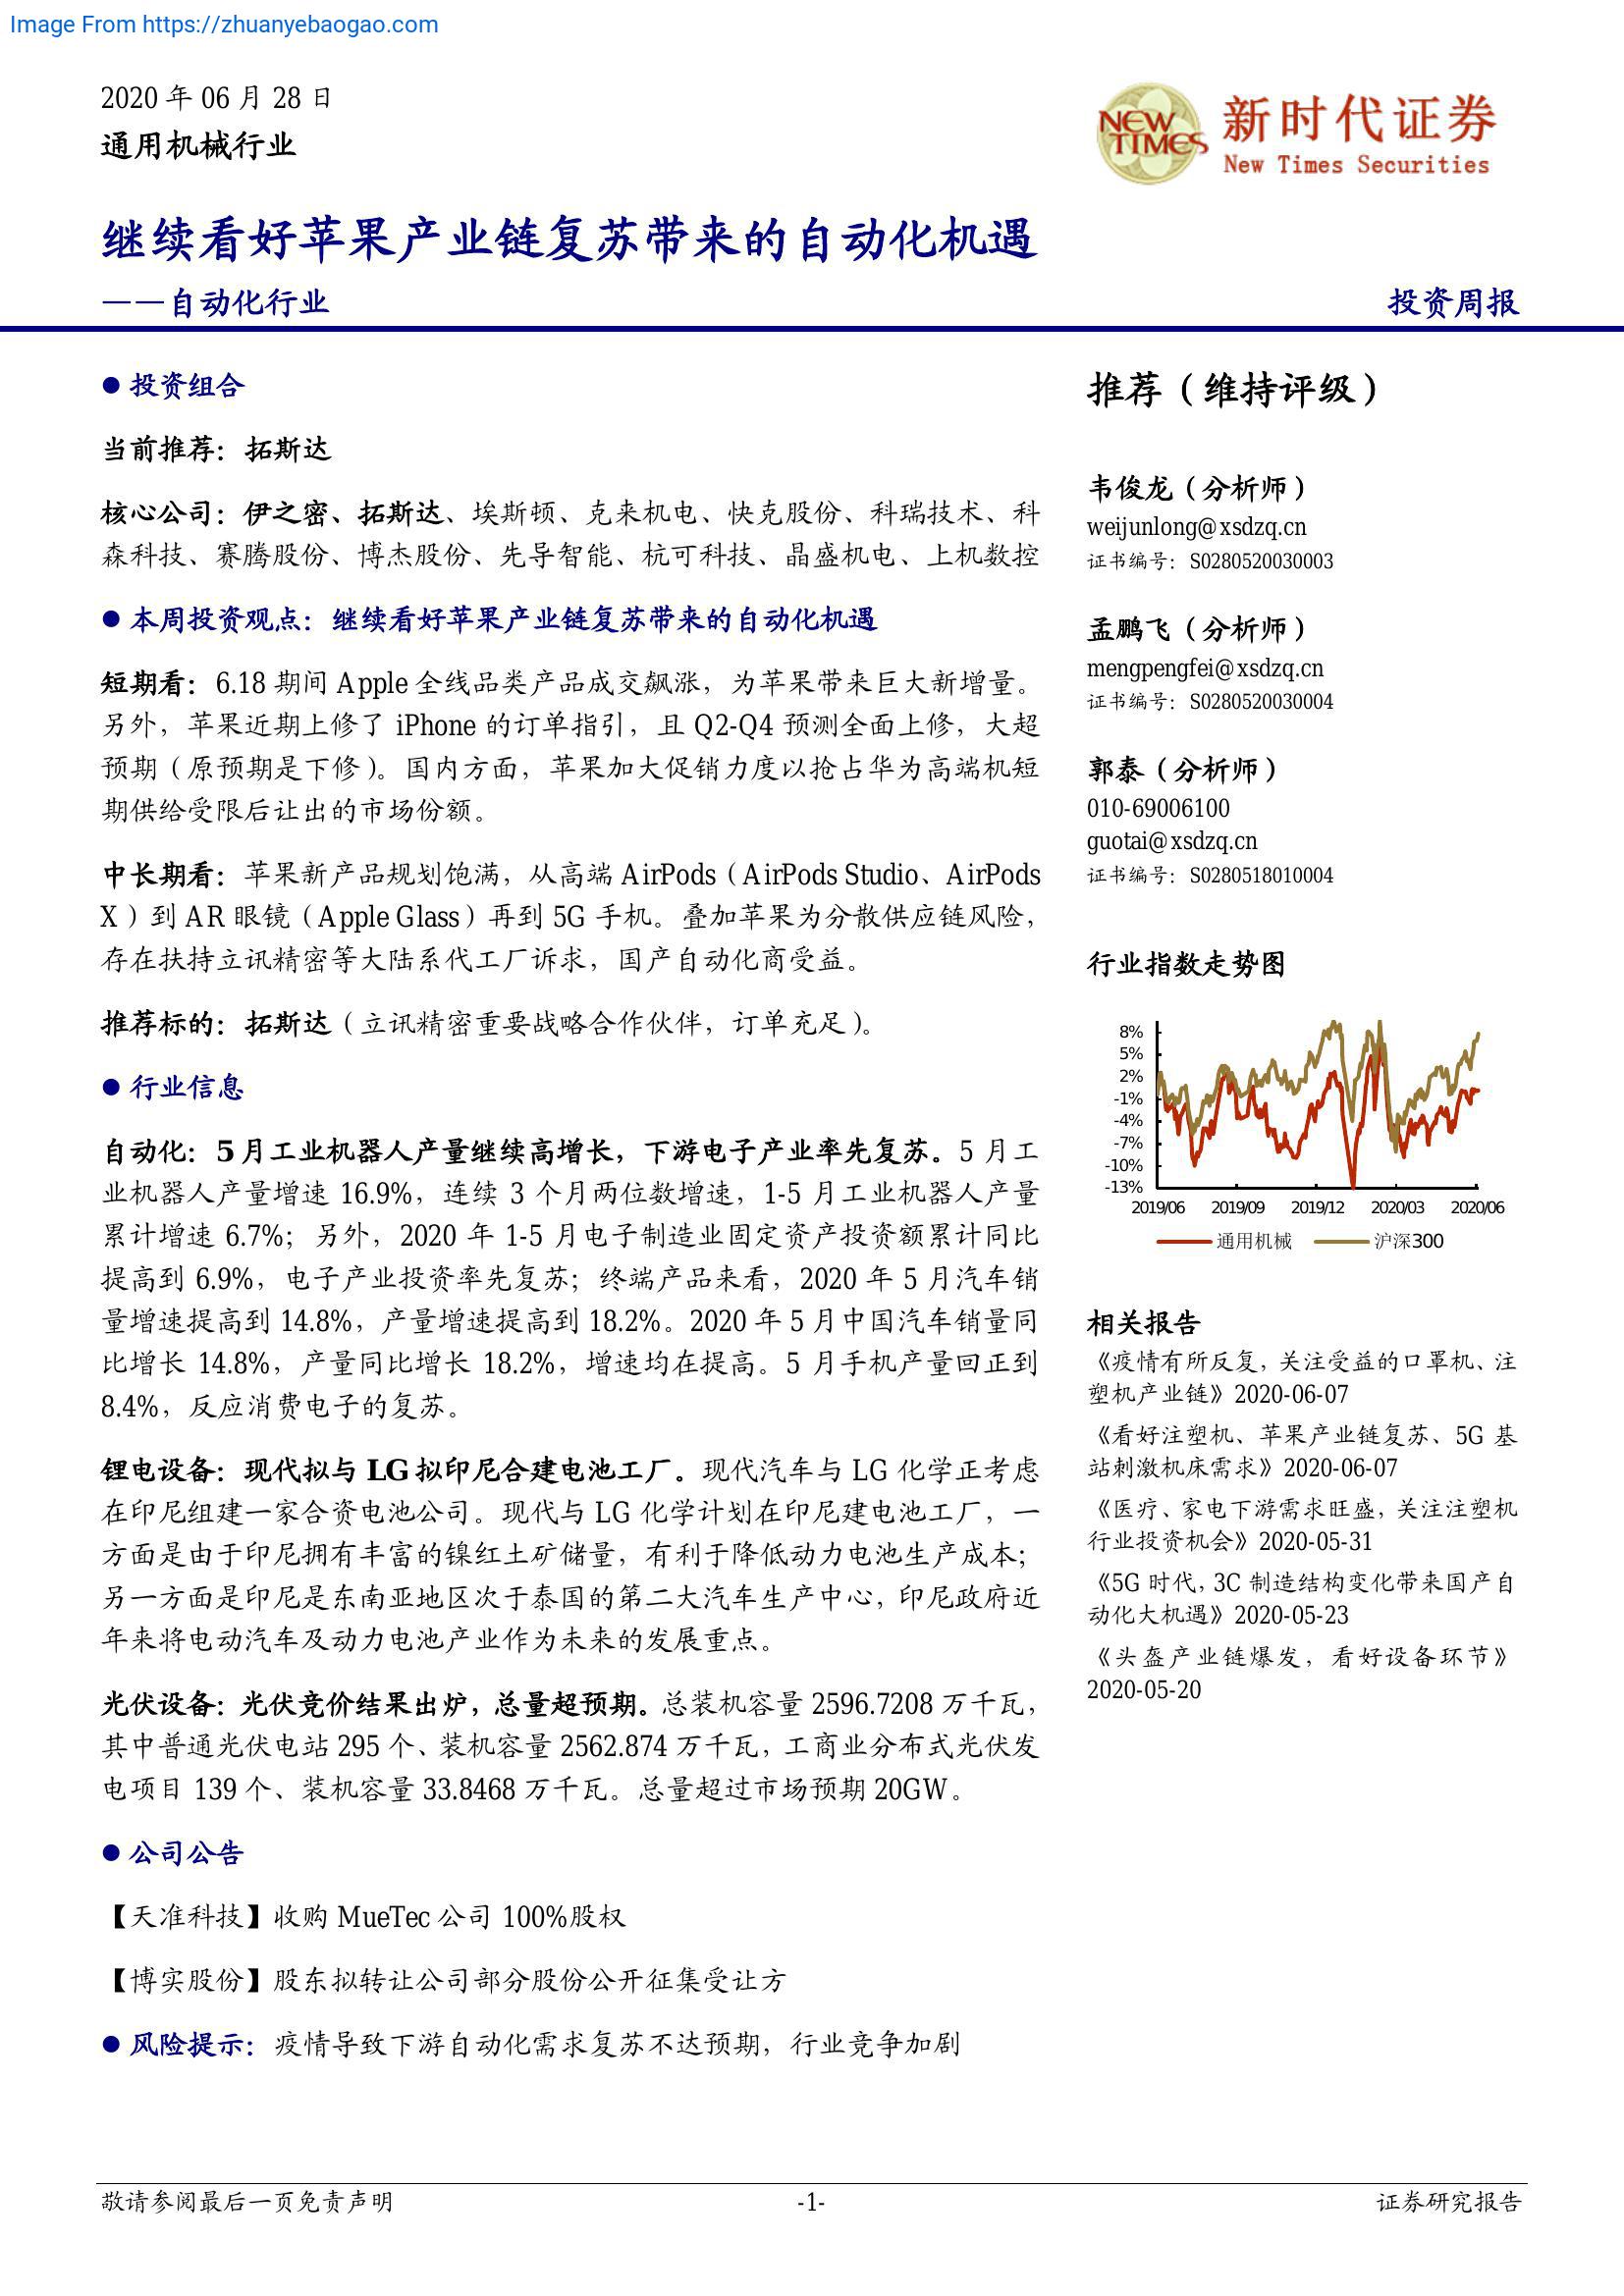 Image From https://zhuanyebaogao.com
2020 年 06 月 28 日
通用机械行业
NEW TIMES
新时代证券
New Times Securities
继续看好苹果产业链复苏带来的自动化机遇
——自动化行业
投资周报
● 投资组合
当前推荐：拓斯达
核心公司：伊之密、拓斯达、埃斯顿、克来机电、快克股份、科瑞技术、科
森科技、赛腾股份、博杰股份、先导智能、杭可科技、晶盛机电、上机数控
● 本周投资观点：继续看好苹果产业链复苏带来的自动化机遇
短期看：6.18 期间 Apple 全线品类产品成交飙涨，为苹果带来巨大新增量。
另外，苹果近期上修了 iPhone 的订单指引，且 Q2-Q4 预测全面上修，大超
预期（原预期是下修）。国内方面，苹果加大促销力度以抢占华为高端机短
期供给受限后让出的市场份额。
中长期看：苹果新产品规划饱满，从高端 AirPods（AirPods Studio、AirPods
X）到 AR 眼镜（Apple Glass）再到 5G 手机。叠加苹果为分散供应链风险，
存在扶持立讯精密等大陆系代工厂诉求，国产自动化商受益。
推荐标的：拓斯达（立讯精密重要战略合作伙伴，订单充足）。
● 行业信息
自动化：5 月工业机器人产量继续高增长，下游电子产业率先复苏。5 月工
业机器人产量增速 16.9%，连续 3 个月两位数增速，1-5 月工业机器人产量
累计增速 6.7%；另外，2020 年 1-5 月电子制造业固定资产投资额累计同比
提高到 6.9%，电子产业投资率先复苏；终端产品来看，2020 年 5 月汽车销
量增速提高到 14.8%，产量增速提高到 18.2%。2020 年 5 月中国汽车销量同
比增长 14.8%，产量同比增长 18.2%，增速均在提高。5 月手机产量回正到
8.4%，反应消费电子的复苏。
锂电设备：现代拟与 LG 拟印尼合建电池工厂。现代汽车与 LG 化学正考虑
在印尼组建一家合资电池公司。现代与 LG 化学计划在印尼建电池工厂，一
方面是由于印尼拥有丰富的镍红土矿储量，有利于降低动力电池生产成本；
另一方面是印尼是东南亚地区次于泰国的第二大汽车生产中心，印尼政府近
年来将电动汽车及动力电池产业作为未来的发展重点。
光伏设备：光伏竞价结果出炉，总量超预期。总装机容量 2596.7208 万千瓦，
其中普通光伏电站 295 个、装机容量 2562.874 万千瓦，工商业分布式光伏发
电项目 139 个、装机容量 33.8468 万千瓦。总量超过市场预期 20GW。
● 公司公告
【天准科技】收购 MueTec 公司 100%股权
【博实股份】股东拟转让公司部分股份公开征集受让方
● 风险提示：疫情导致下游自动化需求复苏不达预期，行业竞争加剧
推荐（维持评级）
韦俊龙（分析师）
weijunlong@xsdzq.cn
证书编号：S0280520030003
孟鹏飞（分析师）
mengpengfei@xsdzq.cn
证书编号：S0280520030004
郭泰（分析师）
010-69006100
guotai@xsdzq.cn
证书编号：S0280518010004
行业指数走势图
8%
5%
2%
-1%
-4%
-7%
-10%
-13%
2019/06 2019/09 2019/12 2020/03 2020/06
通用机械 沪深300
相关报告
《疫情有所反复，关注受益的口罩机、注
塑机产业链》2020-06-07
《看好注塑机、苹果产业链复苏、5G 基
站刺激机床需求》2020-06-07
《医疗、家电下游需求旺盛，关注注塑机
行业投资机会》2020-05-31
《5G 时代，3C 制造结构变化带来国产自
动化大机遇》2020-05-23
《头盔产业链爆发，看好设备环节》
2020-05-20
敬请参阅最后一页免责声明
-1-
证券研究报告